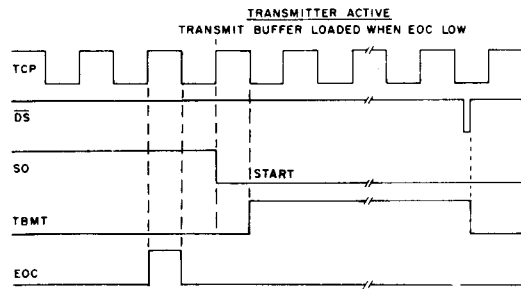 TRANSMITTER ACTIVE
TRANSMIT BUFFER LOADED WHEN EOC LOW
TCP
DS
SO
START
TBMT
EOC